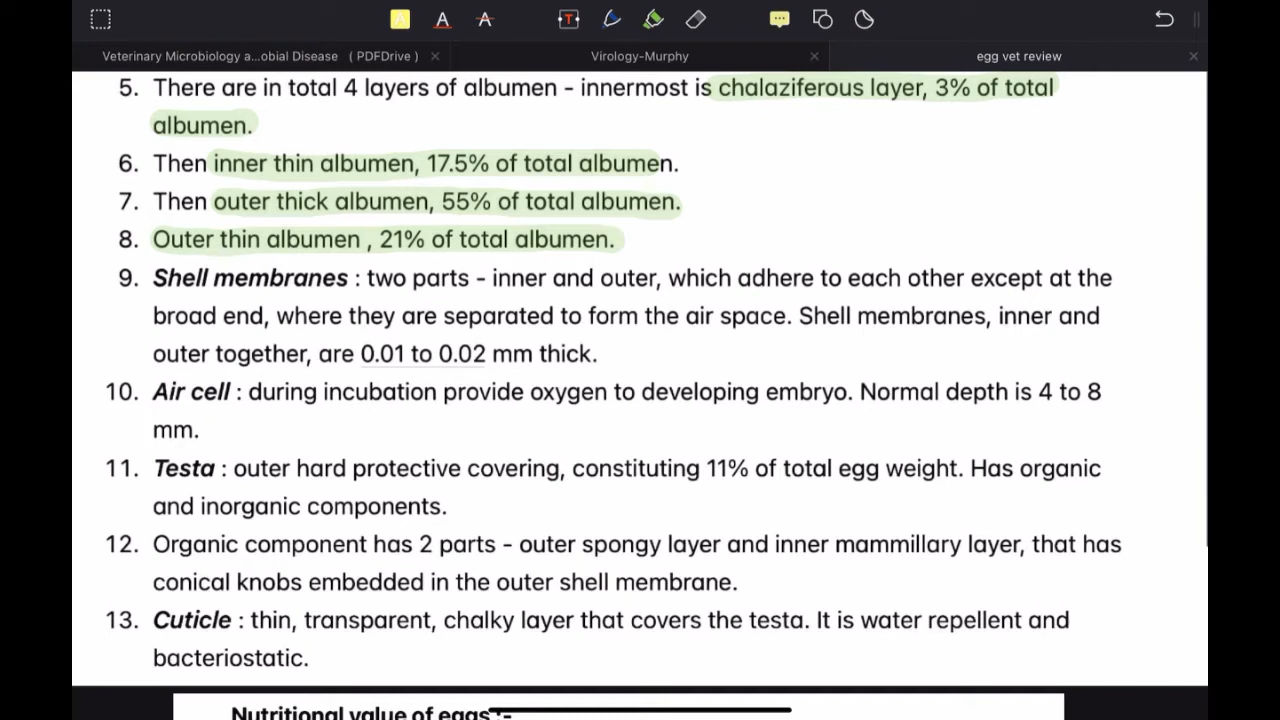 A A A T
Veterinary Microbiology a...obial Disease ( PDFDrive ) × Virology-Murphy × egg vet review ×
5. There are in total 4 layers of albumen - innermost is chalaziferous layer, 3% of total
albumen.
6. Then inner thin albumen, 17.5% of total albumen.
7. Then outer thick albumen, 55% of total albumen.
8. Outer thin albumen , 21% of total albumen.
9. Shell membranes : two parts - inner and outer, which adhere to each other except at the
broad end, where they are separated to form the air space. Shell membranes, inner and
outer together, are 0.01 to 0.02 mm thick.
10. Air cell : during incubation provide oxygen to developing embryo. Normal depth is 4 to 8
mm.
11. Testa : outer hard protective covering, constituting 11% of total egg weight. Has organic
and inorganic components.
12. Organic component has 2 parts - outer spongy layer and inner mammillary layer, that has
conical knobs embedded in the outer shell membrane.
13. Cuticle : thin, transparent, chalky layer that covers the testa. It is water repellent and
bacteriostatic.
Nutritional value of eggs :-